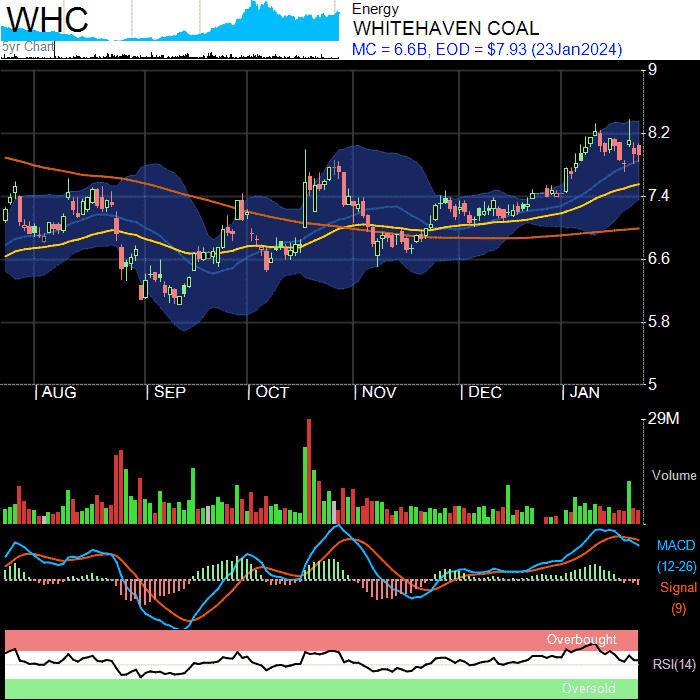 WHC
5yr Chart
Energy
WHITEHAVEN COAL
MC = 6.6B, EOD = $7.93 (23Jan2024)
9
8.2
7.4
6.6
5.8
5
AUG SEP OCT NOV DEC JAN
29M
Volume
MACD
(12-26)
Signal
(9)
Overbought
RSI(14)
Oversold